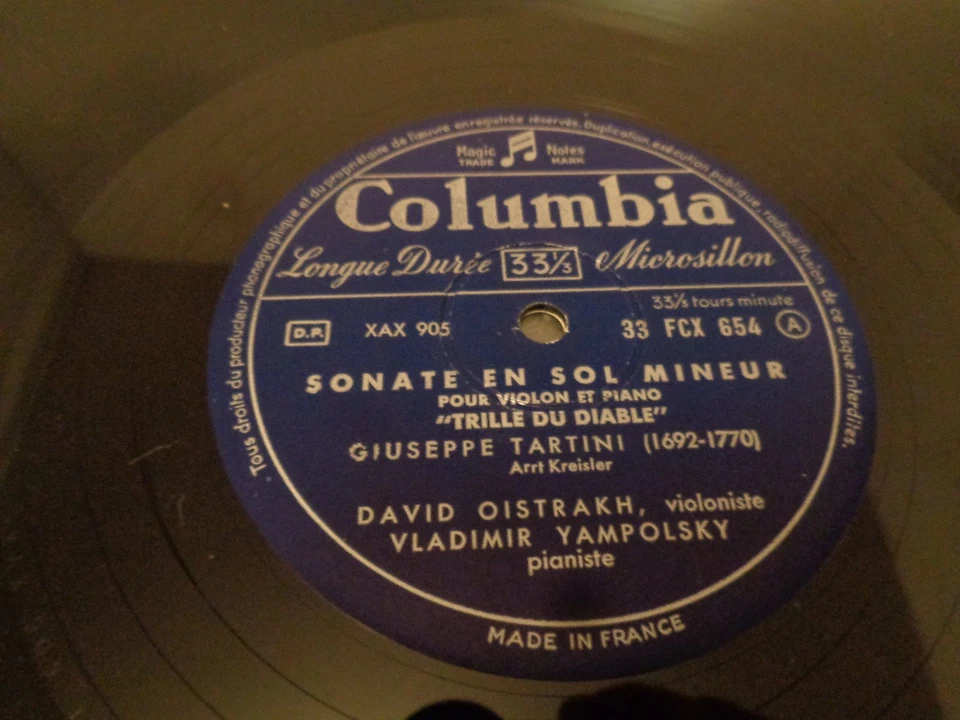 Tous droits du producteur phonographique et du propriétaire de l'œuvre enregistrée réservés. Duplication exécution publique, radiodiffusion de ce disque interdites.
Magic Notes
TRADE MARK
Columbia
Longue Durée 33⅓ Microsillon
33⅓ tours minute
D.P. XAX 905 33 FCX 654 A
SONATE EN SOL MINEUR
POUR VIOLON ET PIANO
"TRILLE DU DIABLE"
GIUSEPPE TARTINI (1692-1770)
Arrt Kreisler
DAVID OISTRAKH, violoniste
VLADIMIR YAMPOLSKY
pianiste
MADE IN FRANCE